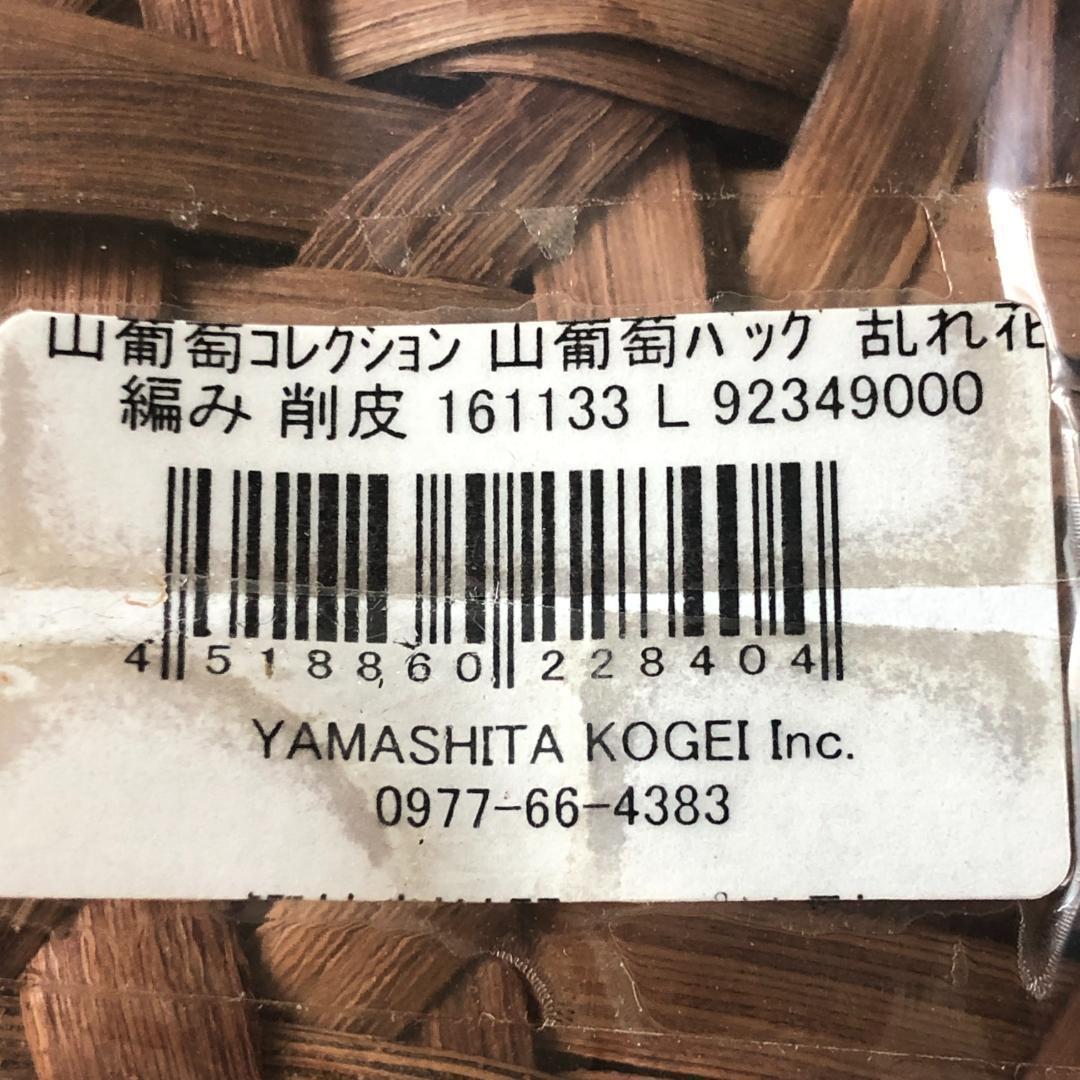 山葡萄コレクション 山葡萄バック 乱れ花
編み 削皮 161133 L 92349000
4 518860 228404
YAMASHITA KOGEI Inc.
0977-66-4383